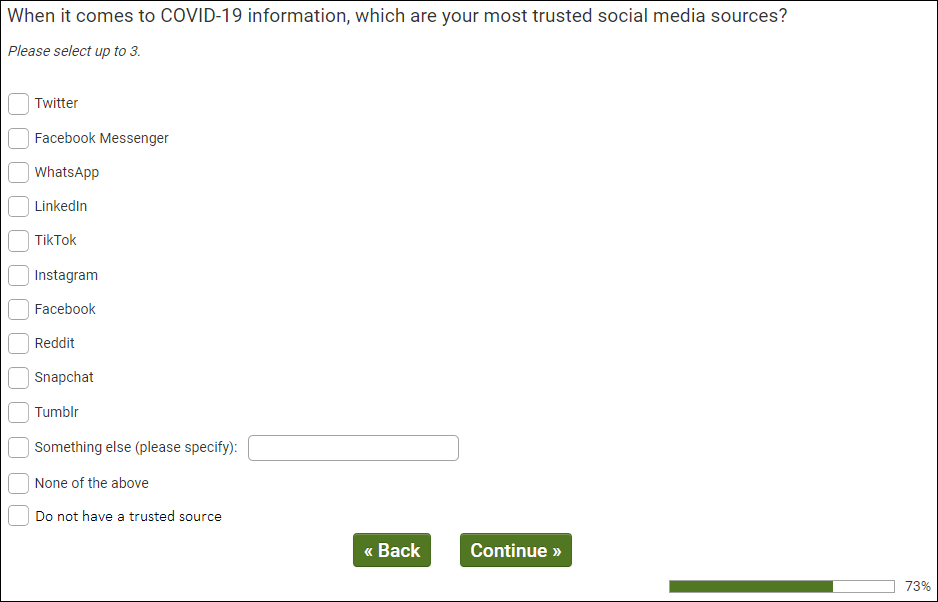 When it comes to COVID-19 information, which are your most trusted social media sources?
Please select up to 3.
Twitter
Facebook Messenger
WhatsApp
LinkedIn
TikTok
Instagram
Facebook
Reddit
Snapchat
Tumblr
Something else (please specify):
None of the above
Do not have a trusted source
« Back Continue »
73%